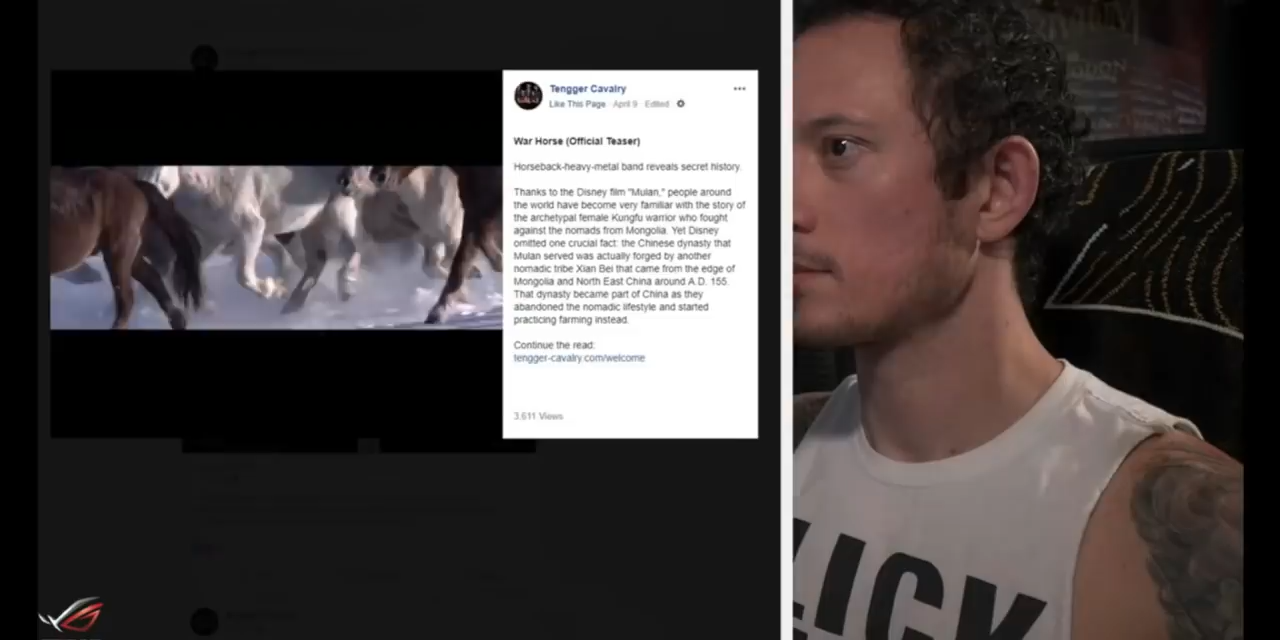 Tengger Cavalry
Like This Page · April 9 · Edited ·
War Horse (Official Teaser)
Horseback-heavy-metal band reveals secret history.
Thanks to the Disney film "Mulan," people around
the world have become very familiar with the story of
the archetypal female Kungfu warrior who fought
against the nomads from Mongolia. Yet Disney
omitted one crucial fact: the Chinese dynasty that
Mulan served was actually forged by another
nomadic tribe Xian Bei that came from the edge of
Mongolia and North East China around A.D. 155.
That dynasty became part of China as they
abandoned the nomadic lifestyle and started
practicing farming instead.
Continue the read:
tengger-cavalry.com/welcome
3,611 Views
LICK